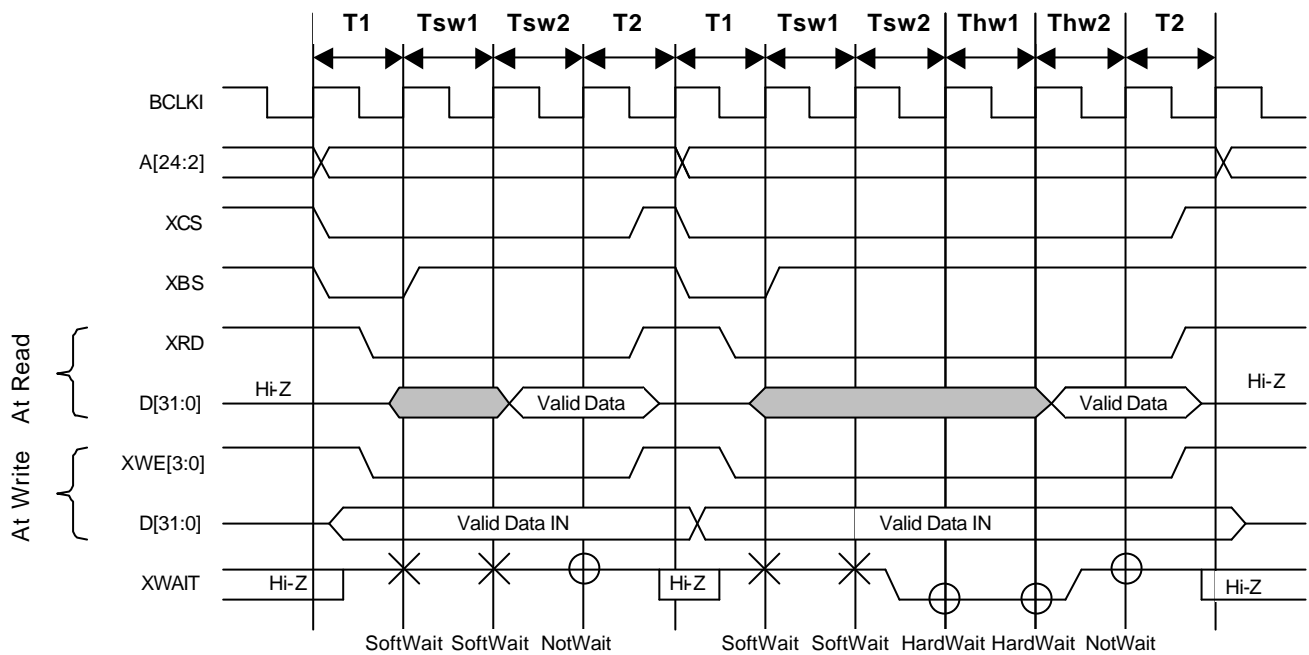 T1 Tsw1 Tsw2 T2 T1 Tsw1 Tsw2 Thw1 Thw2 T2
BCLKI
A[24:2]
XCS
XBS
At Read
XRD
Hi-Z D[31:0] Valid Data Valid Data Hi-Z
At Write
XWE[3:0]
D[31:0] Valid Data IN Valid Data IN
XWAIT Hi-Z Hi-Z Hi-Z
SoftWait SoftWait NotWait SoftWait SoftWait HardWait HardWait NotWait